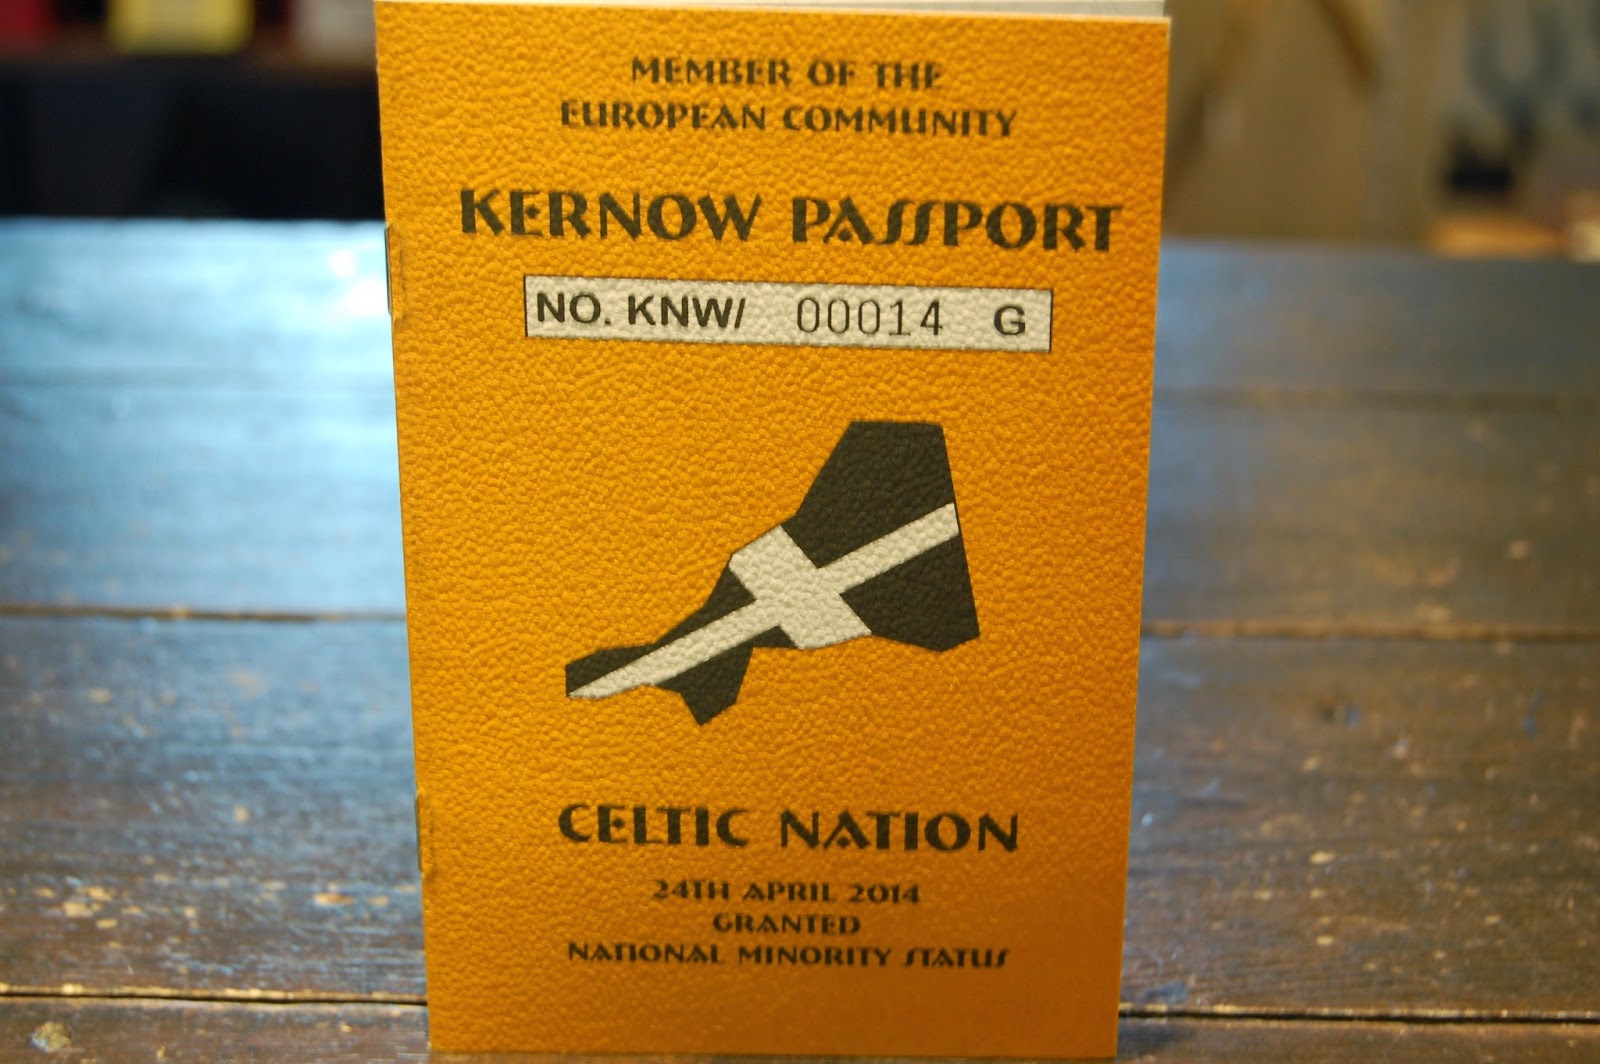 MEMBER OF THE
EUROPEAN COMMUNITY
KERNOW PASSPORT
NO. KNW/ 00014 G
CELTIC NATION
24TH APRIL 2014
GRANTED
NATIONAL MINORITY STATUS